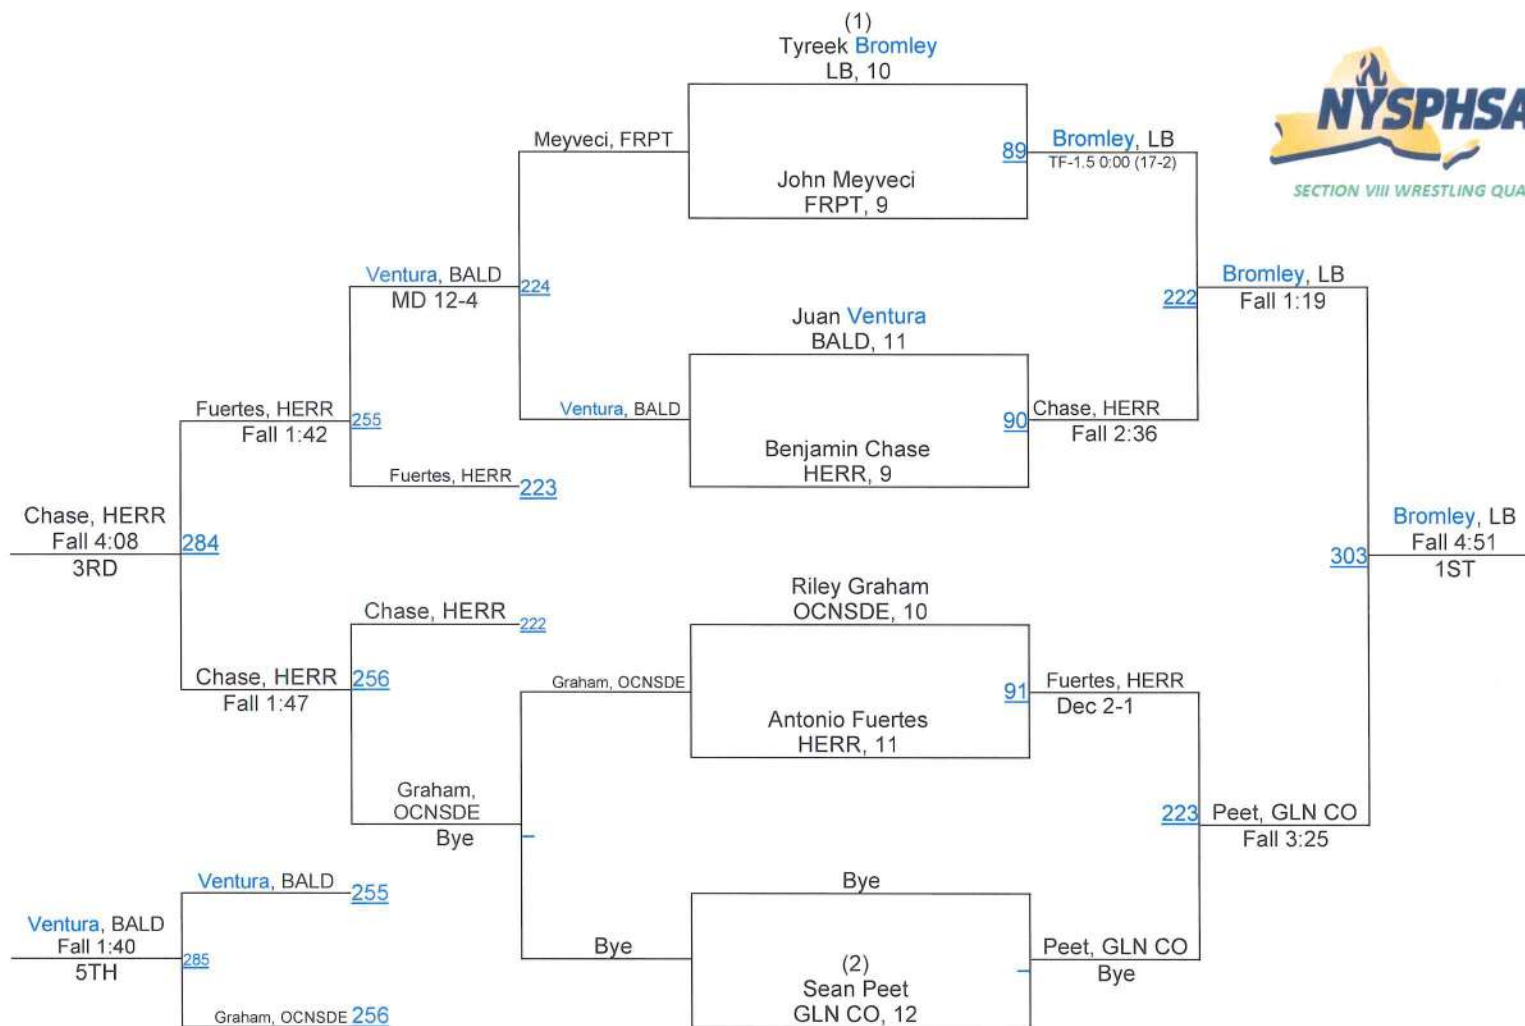 (1)
Tyreek Bromley
LB, 10
NYSPHSA
SECTION VIII WRESTLING QUA
Meyveci, FRPT
89
Bromley, LB
TF-1.5 0:00 (17-2)
John Meyveci
FRPT, 9
Ventura, BALD
MD 12-4
224
222
Bromley, LB
Fall 1:19
Juan Ventura
BALD, 11
Fuertes, HERR
Fall 1:42
255
Ventura, BALD
90
Chase, HERR
Fall 2:36
Benjamin Chase
HERR, 9
Fuertes, HERR
223
Chase, HERR
Fall 4:08
3RD
284
303
Bromley, LB
Fall 4:51
1ST
Riley Graham
OCNSDE, 10
Chase, HERR
222
Chase, HERR
Fall 1:47
256
Graham, OCNSDE
91
Fuertes, HERR
Dec 2-1
Antonio Fuertes
HERR, 11
Graham,
OCNSDE
Bye
223
Peet, GLN CO
Fall 3:25
Ventura, BALD
255
Bye
Ventura, BALD
Fall 1:40
5TH
285
Bye
Peet, GLN CO
Bye
(2)
Sean Peet
GLN CO, 12
Graham, OCNSDE 256